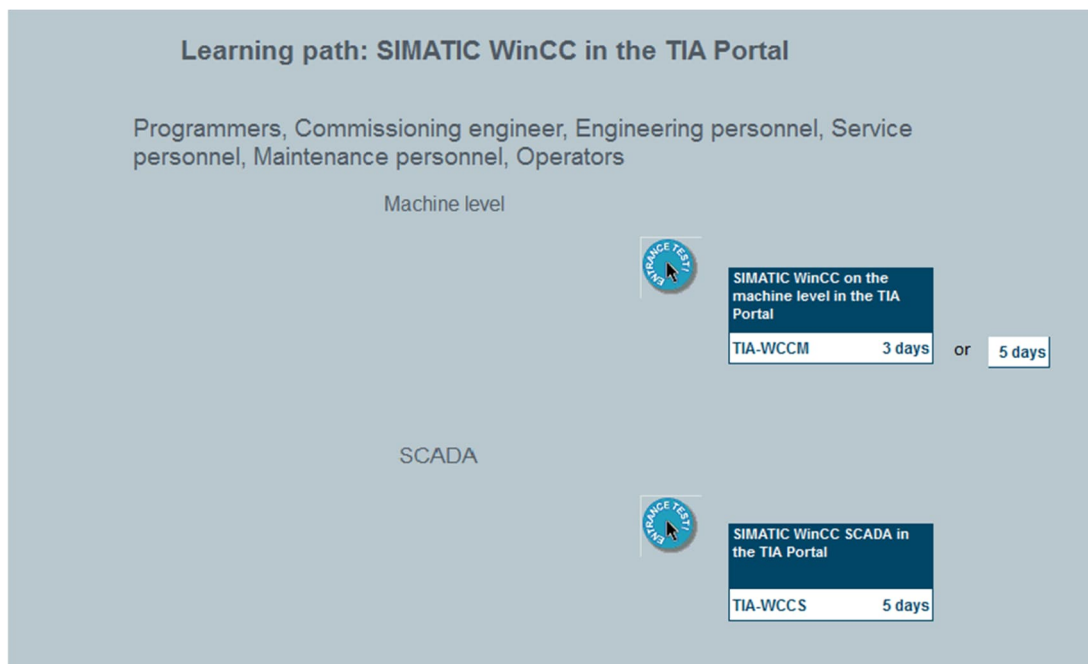 Learning path: SIMATIC WinCC in the TIA Portal
Programmers, Commissioning engineer, Engineering personnel, Service
personnel, Maintenance personnel, Operators
Machine level
ENTRANCE TEST!
SIMATIC WinCC on the
machine level in the TIA
Portal
TIA-WCCM 3 days or 5 days
SCADA
ENTRANCE TEST!
SIMATIC WinCC SCADA in
the TIA Portal
TIA-WCCS 5 days